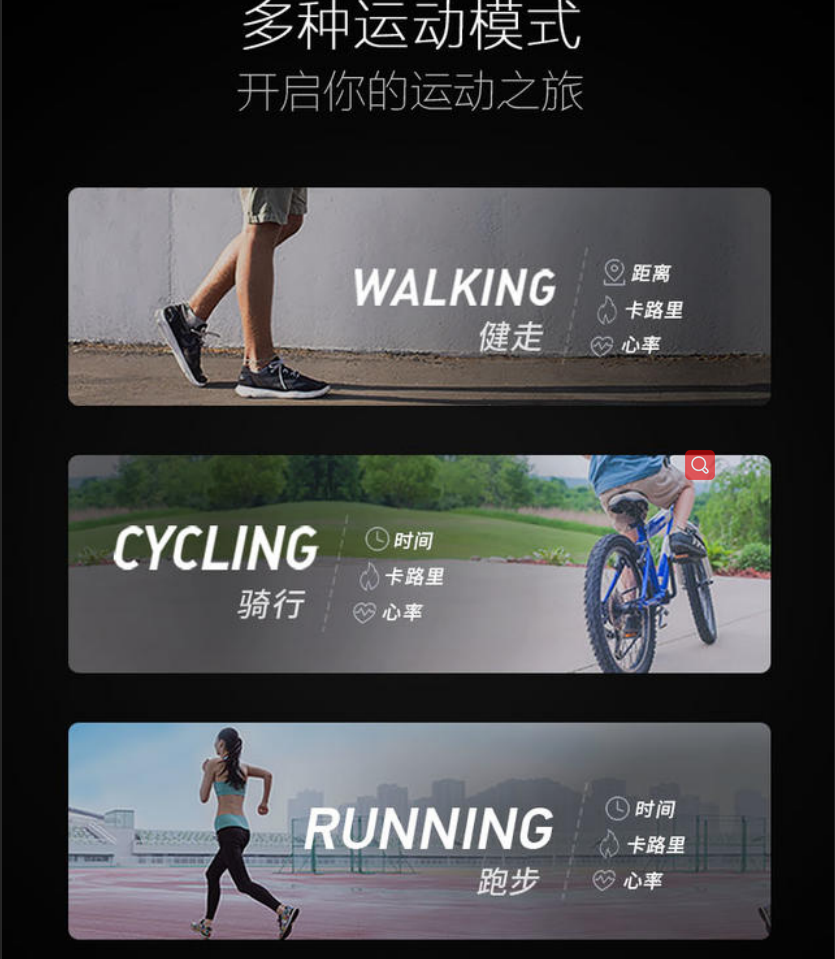 多种运动模式
开启你的运动之旅
WALKING
健走
距离
卡路里
心率
CYCLING
骑行
时间
卡路里
心率
RUNNING
跑步
时间
卡路里
心率